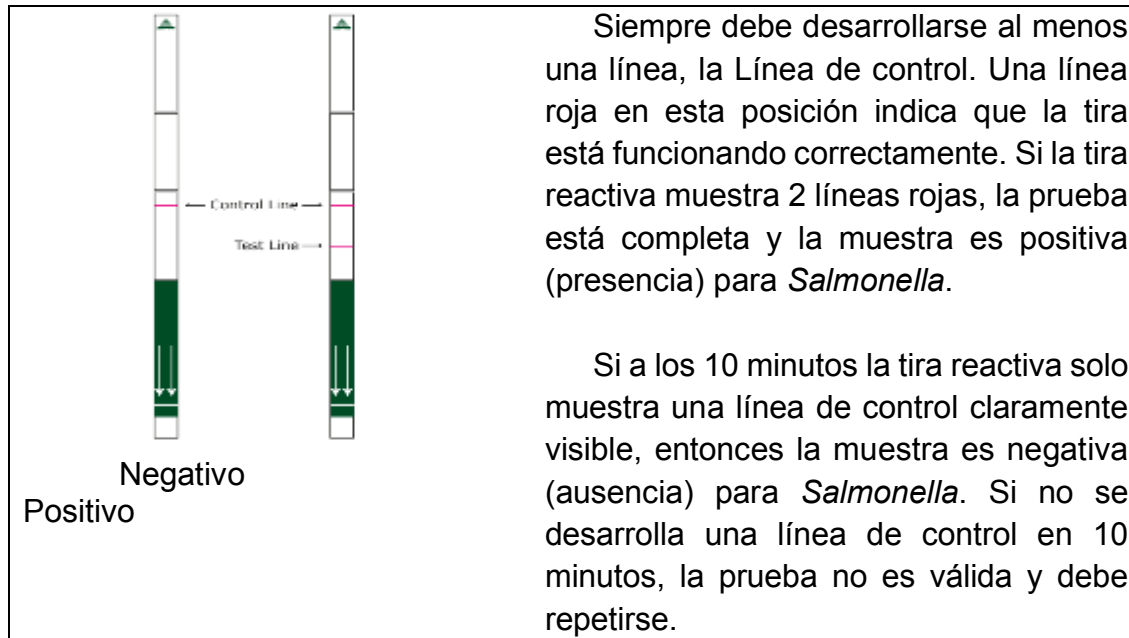 Control Line
Test Line
Negativo
Positivo
Siempre debe desarrollarse al menos
una línea, la Línea de control. Una línea
roja en esta posición indica que la tira
está funcionando correctamente. Si la tira
reactiva muestra 2 líneas rojas, la prueba
está completa y la muestra es positiva
(presencia) para Salmonella.
Si a los 10 minutos la tira reactiva solo
muestra una línea de control claramente
visible, entonces la muestra es negativa
(ausencia) para Salmonella. Si no se
desarrolla una línea de control en 10
minutos, la prueba no es válida y debe
repetirse.